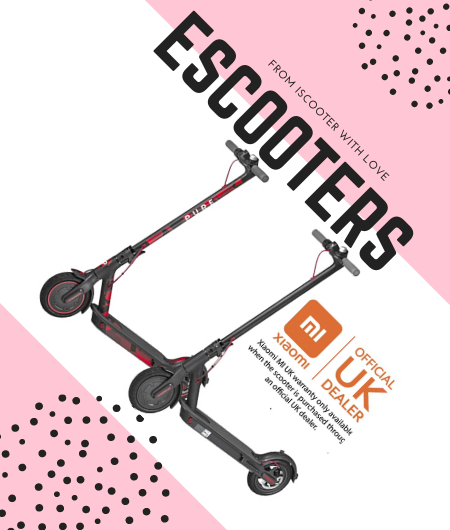 ESCOOTERS
FROM ISCOOTER WITH LOVE
PURE
mi
xiaomi
OFFICIAL
UK
DEALER
Xiaomi MI UK warranty only available
when the scooter is purchased throug
an official UK dealer.